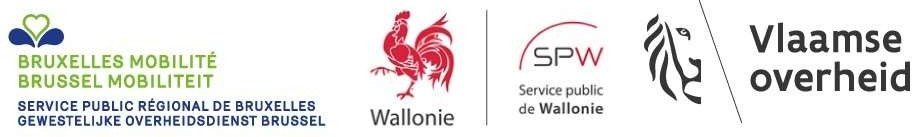 BRUXELLES MOBILITÉ
BRUSSEL MOBILITEIT
SERVICE PUBLIC RÉGIONAL DE BRUXELLES
GEWESTELIJKE OVERHEIDSDIENST BRUSSEL
Wallonie
SPW
Service public
de Wallonie
Vlaamse
overheid